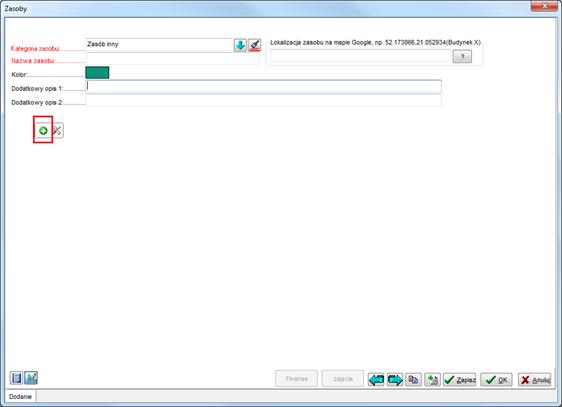 Zasoby
Kategoria zasobu: Zasób inny
Lokalizacja zasobu na mapie Google, np. 52.173866,21.052934(Budynek X)
Nazwa zasobu:
?
Kolor:
Dodatkowy opis 1:
Dodatkowy opis 2:
Finanse zajęcie Zapisz OK Anuluj
Dodanie